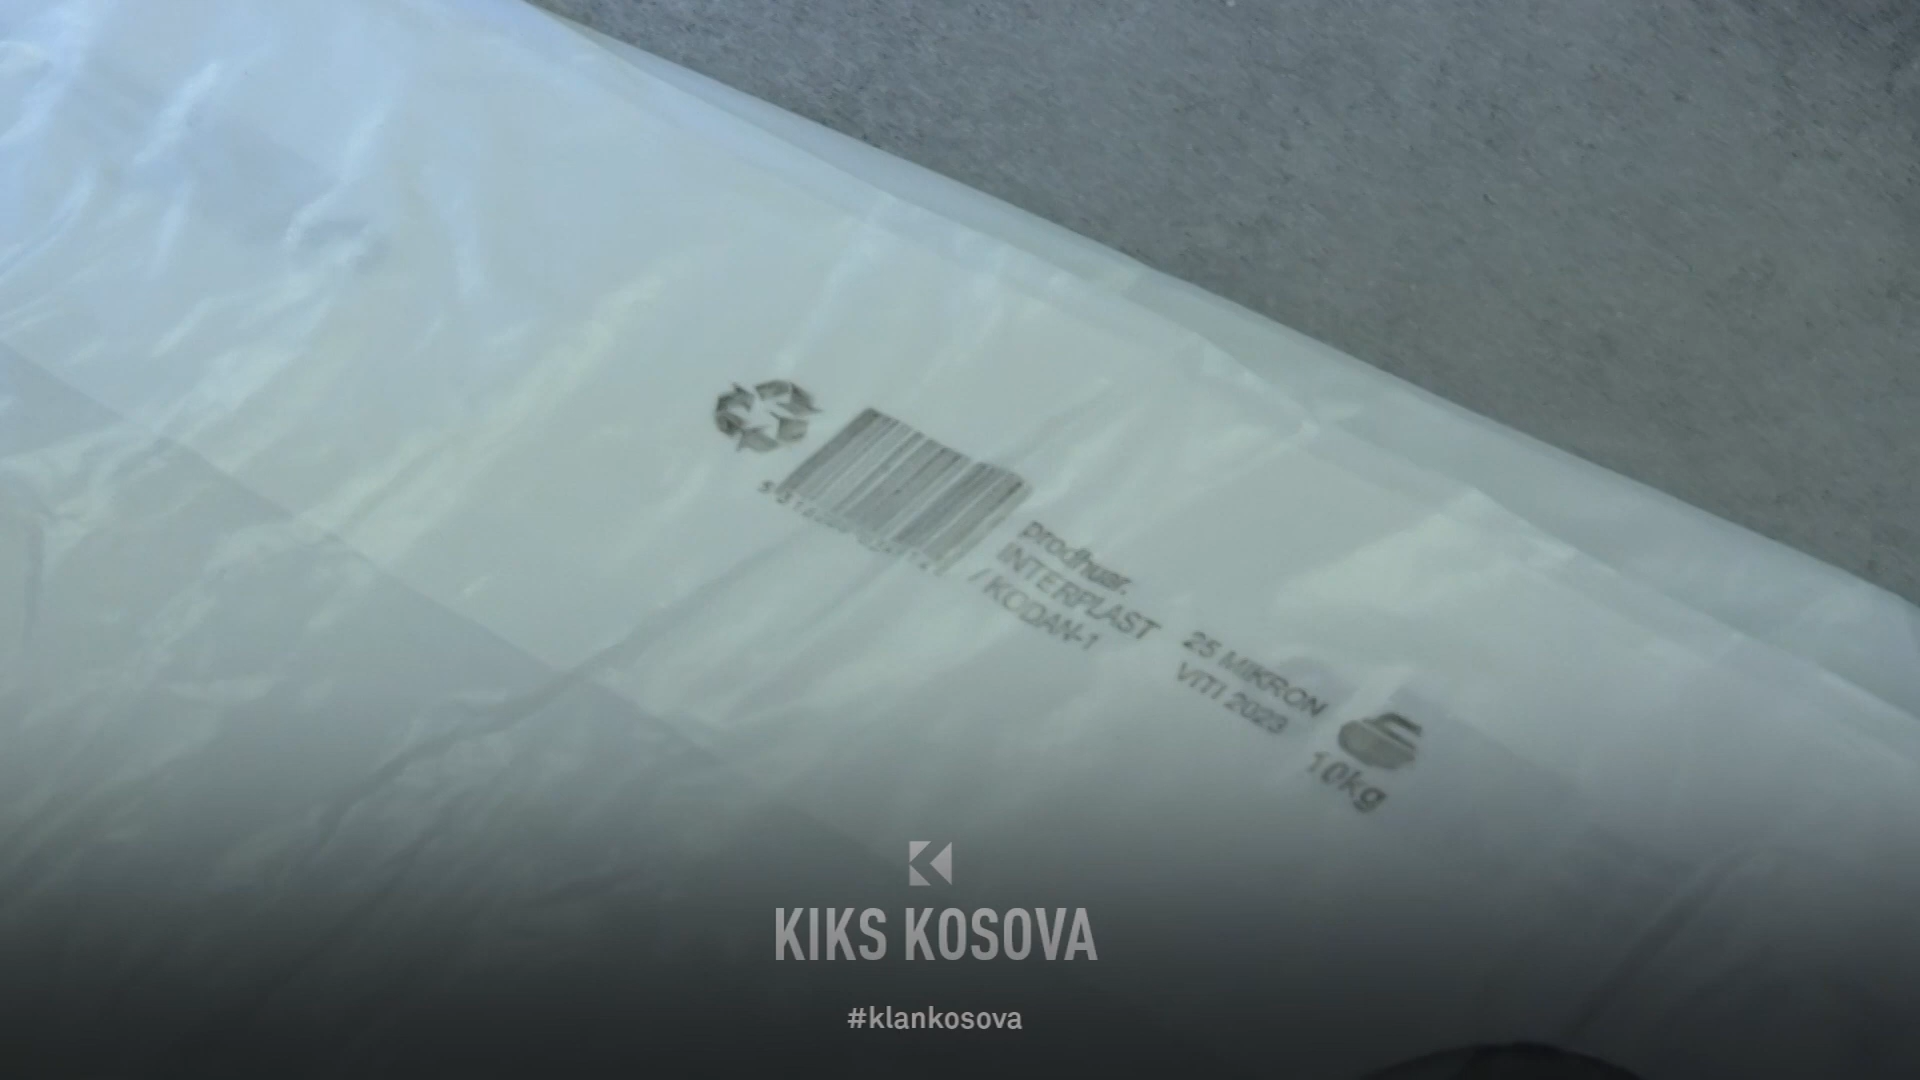 prodhuar.
INTERPLAST
/ KODAN-1
25 MIKRON
VITI 2023
10kg
KIKS KOSOVA
#klankosova